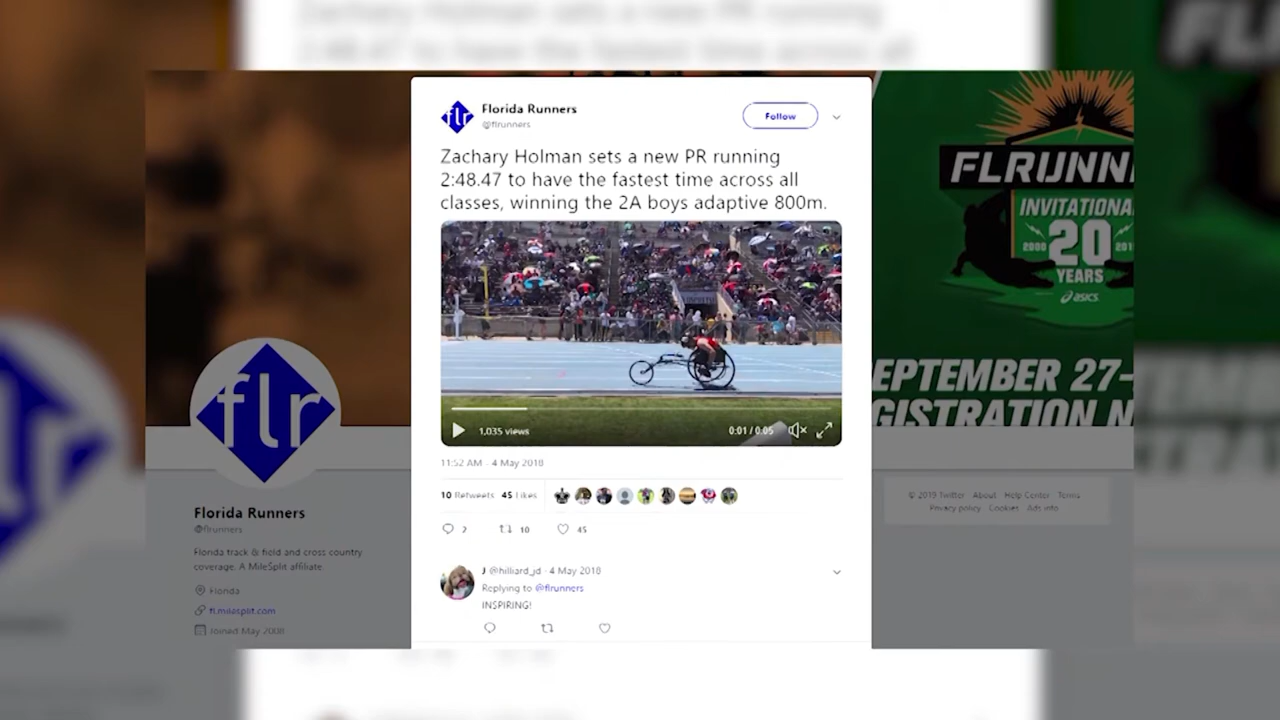 Florida Runners
@flrunners
Follow
Zachary Holman sets a new PR running
2:48.47 to have the fastest time across all
classes, winning the 2A boys adaptive 800m.
1,035 views
0:01 / 0:05
11:52 AM - 4 May 2018
10 Retweets 45 Likes
2 10 45
J @hilliard_jd · 4 May 2018
Replying to @flrunners
INSPIRING!
flr
flr
Florida Runners
@flrunners
Florida track & field and cross country
coverage. A MileSplit affiliate.
Florida
fl.milesplit.com
Joined May 2008
FLRUNN
INVITATIONA
2000 20 201
YEARS
asics
EPTEMBER 27-
GISTRATION N
© 2019 Twitter About Help Center Terms
Privacy policy Cookies Ads info